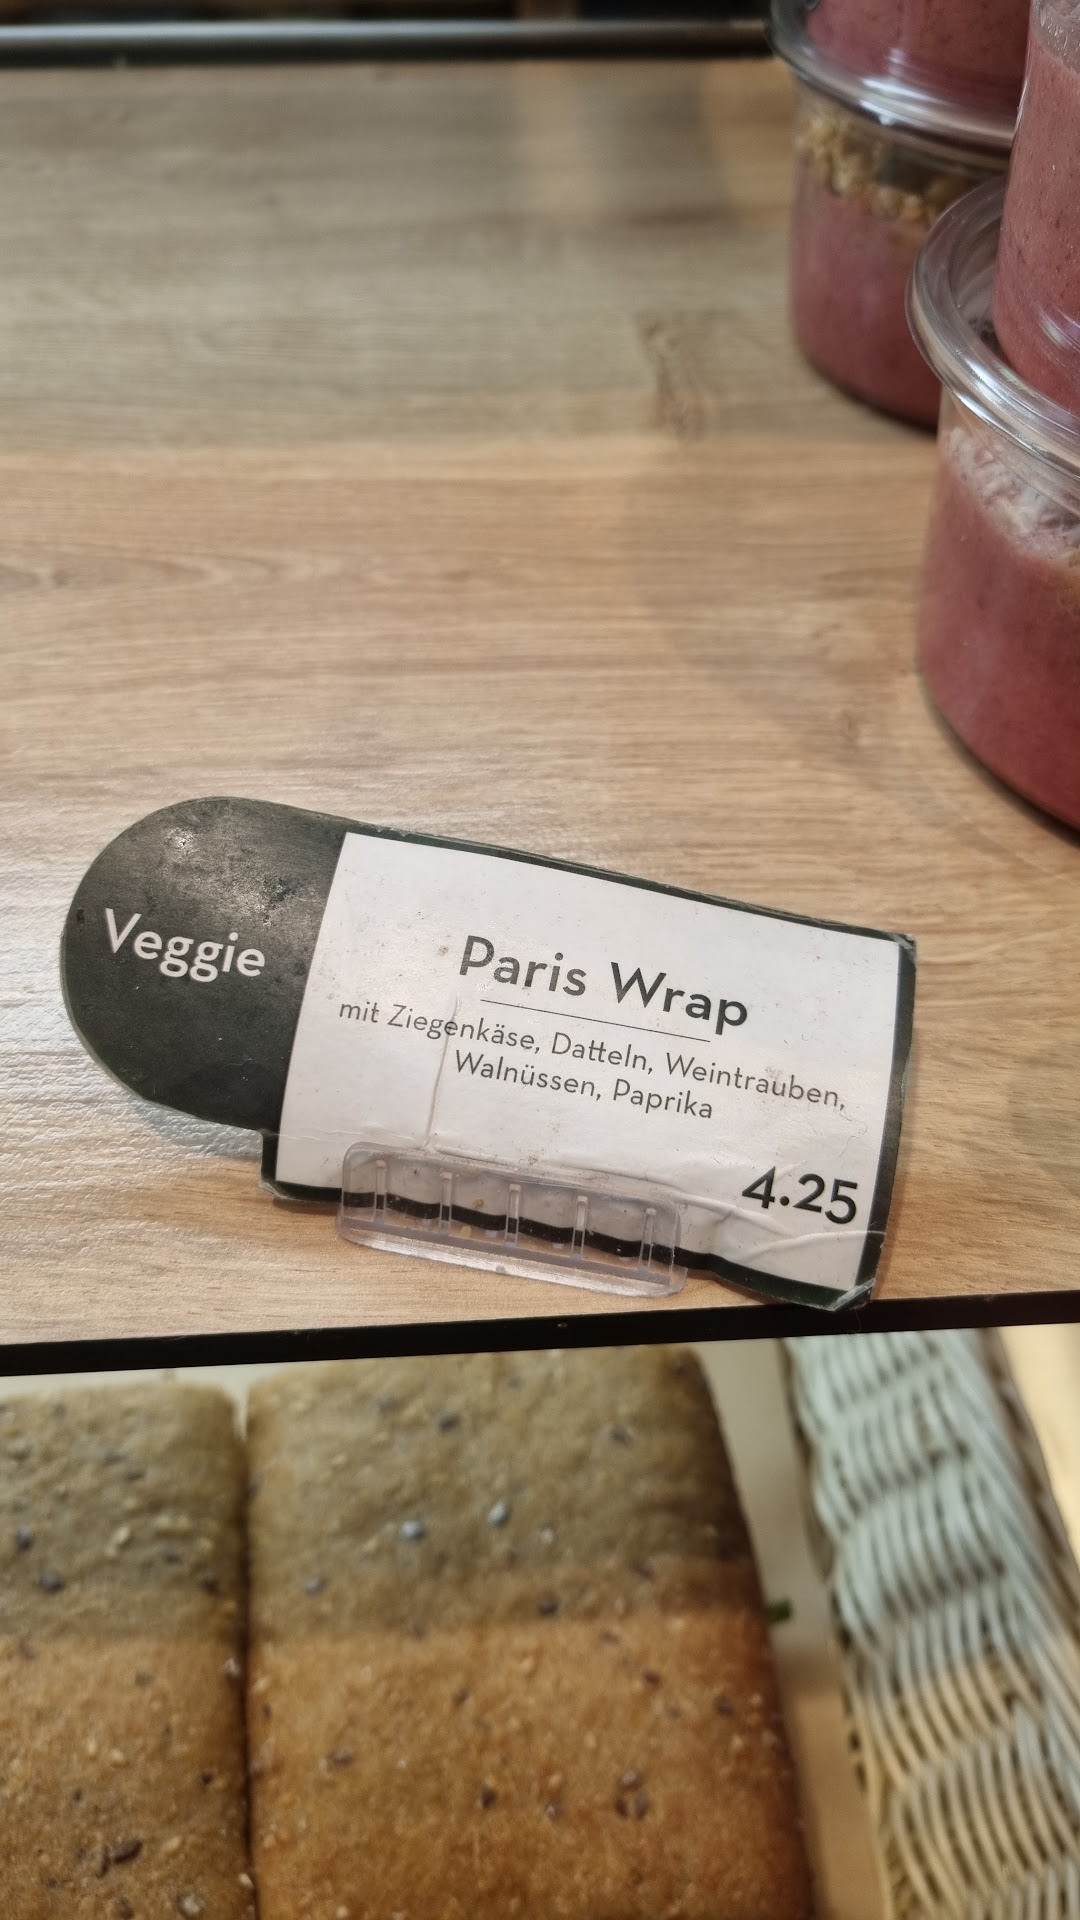 Veggie
Paris Wrap
mit Ziegenkäse, Datteln, Weintrauben,
Walnüssen, Paprika
4.25